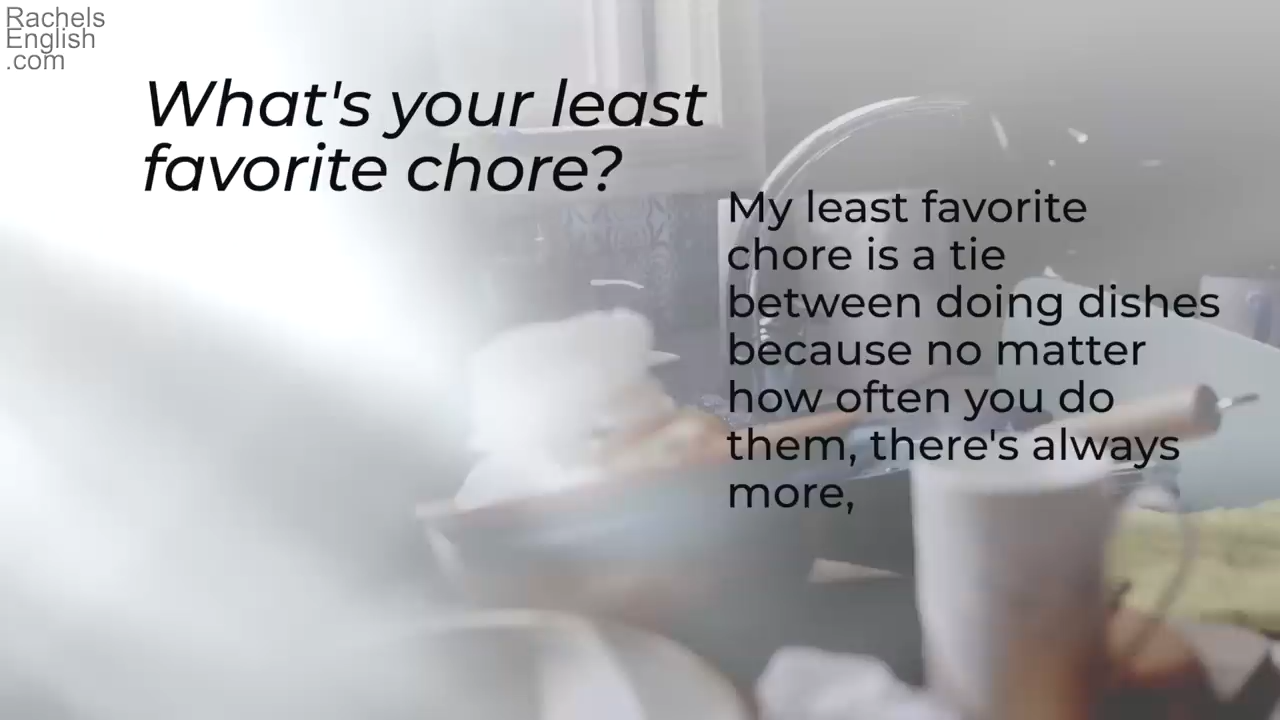 Rachels
English
.com
What's your least
favorite chore?
My least favorite
chore is a tie
between doing dishes
because no matter
how often you do
them, there's always
more,